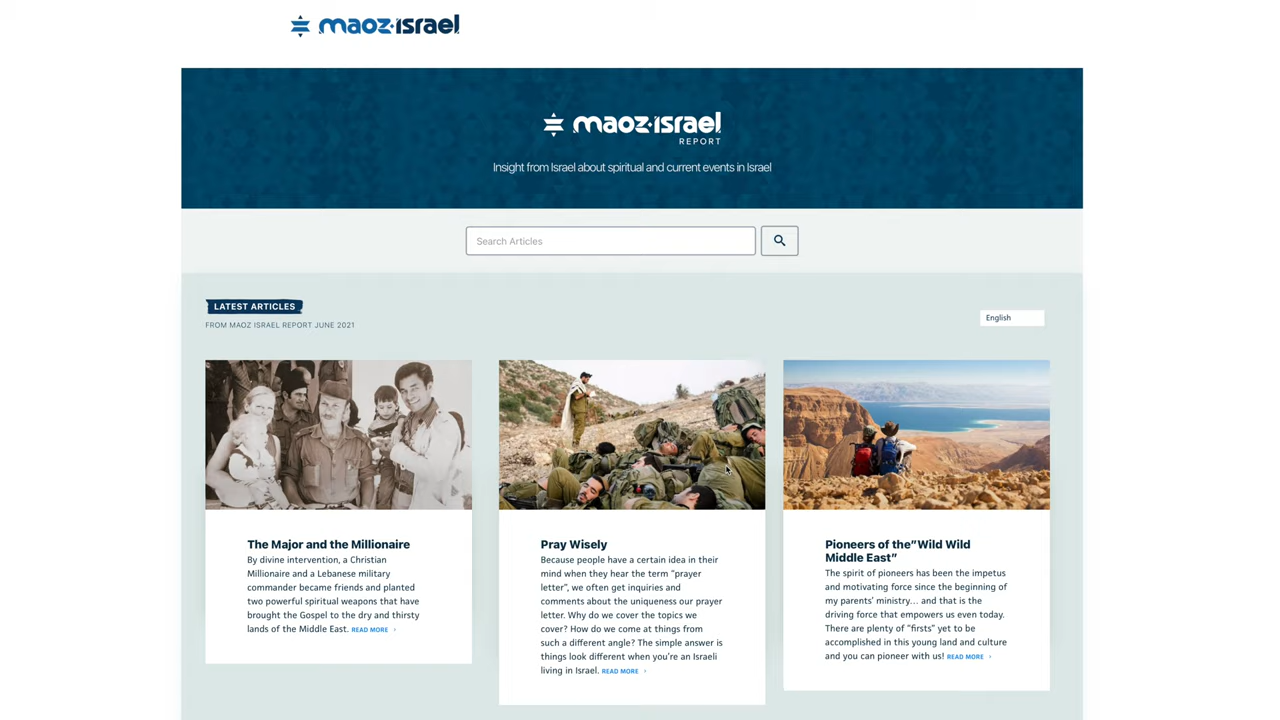 maoz·israel
maoz·israel
REPORT
Insight from Israel about spiritual and current events in Israel
Search Articles
LATEST ARTICLES
FROM MAOZ ISRAEL REPORT JUNE 2021
English
The Major and the Millionaire
By divine intervention, a Christian
Millionaire and a Lebanese military
commander became friends and planted
two powerful spiritual weapons that have
brought the Gospel to the dry and thirsty
lands of the Middle East. READ MORE ›
Pray Wisely
Because people have a certain idea in their
mind when they hear the term “prayer
letter”, we often get inquiries and
comments about the uniqueness our prayer
letter. Why do we cover the topics we
cover? How do we come at things from
such a different angle? The simple answer is
things look different when you’re an Israeli
living in Israel. READ MORE ›
Pioneers of the”Wild Wild
Middle East”
The spirit of pioneers has been the impetus
and motivating force since the beginning of
my parents’ ministry… and that is the
driving force that empowers us even today.
There are plenty of “firsts” yet to be
accomplished in this young land and culture
and you can pioneer with us! READ MORE ›